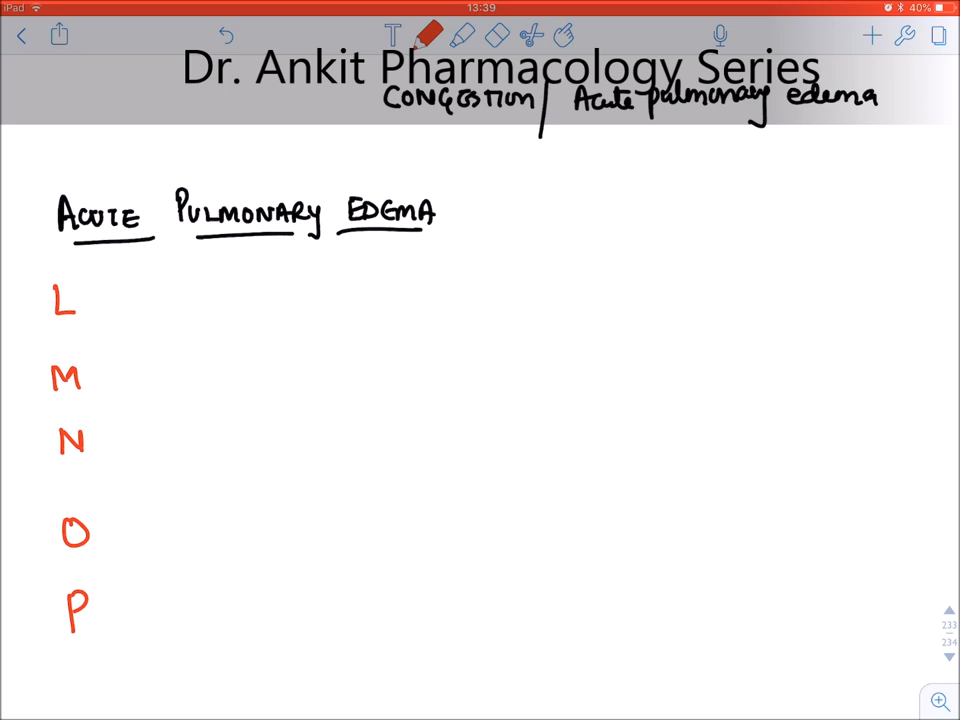 iPad 13:39 40%
T
Dr. Ankit Pharmacology Series
CONGESTION / Acute pulmonary edema
ACUTE PULMONARY EDEMA
L
M
N
O
P
233
234